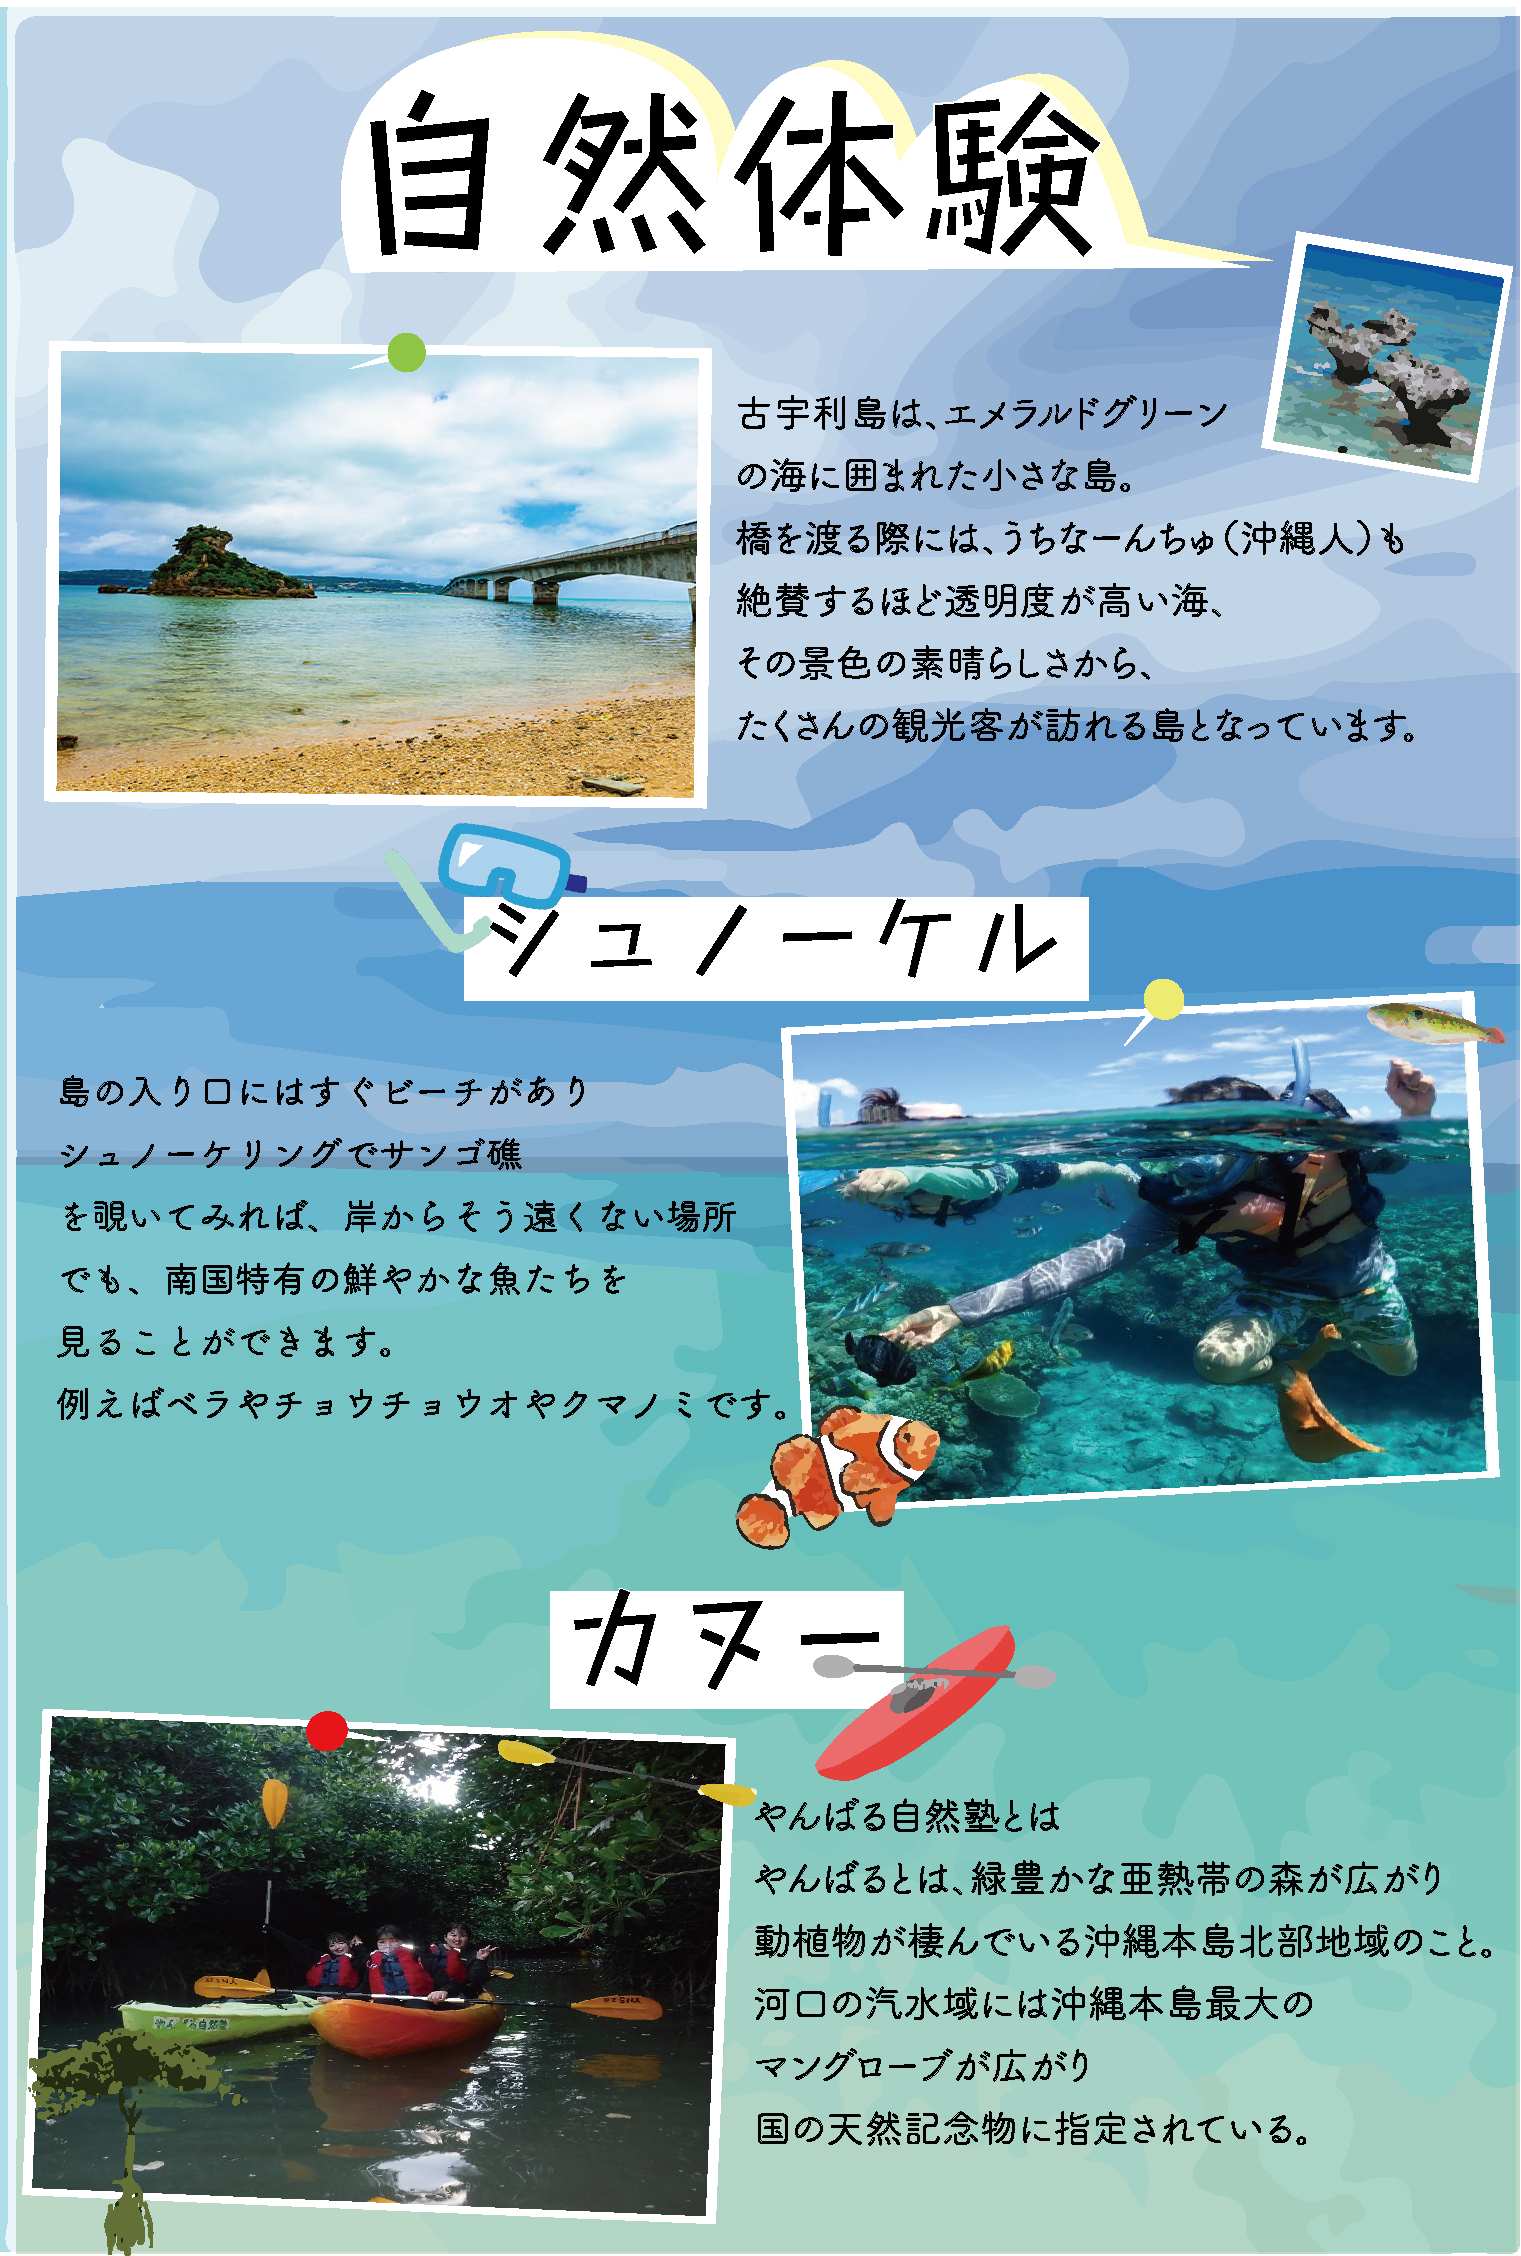 自然体験
古宇利島は、エメラルドグリーン
の海に囲まれた小さな島。
橋を渡る際には、うちなーんちゅ（沖縄人）も
絶賛するほど透明度が高い海、
その景色の素晴らしさから、
たくさんの観光客が訪れる島となっています。
シュノーケル
島の入り口にはすぐビーチがあり
シュノーケリングでサンゴ礁
を覗いてみれば、岸からそう遠くない場所
でも、南国特有の鮮やかな魚たちを
見ることができます。
例えばベラやチョウチョウオやクマノミです。
カヌー
やんばる自然塾とは
やんばるとは、緑豊かな亜熱帯の森が広がり
動植物が棲んでいる沖縄本島北部地域のこと。
河口の汽水域には沖縄本島最大の
マングローブが広がり
国の天然記念物に指定されている。